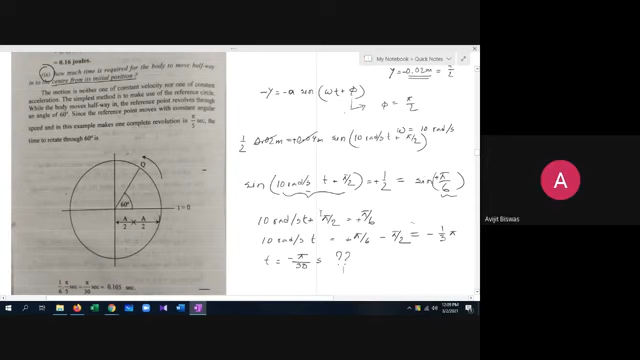 = 0.16 joules.
(ix) how much time is required for the body to move half-way
in to the centre from its initial position?
The motion is neither one of constant velocity nor one of constant
acceleration. The simplest method is to make use of the reference circle.
While the body moves half-way in, the reference point revolves through
an angle of 60°. Since the reference point moves with constant angular
speed and in this example makes one complete revolution in π/5 sec, the
time to rotate through 60° is
Q
60°
t = 0
A/2 × A/2
1/6 · π/5 sec = π/30 sec = 0.105 sec.
y = -0.02m
π/2
-y = -a sin (ωt + φ)
φ = π/2
ω = 10 rad/s
1/2 0.02m = +0.04m sin (10 rad/s t + π/2)
sin (10 rad/s t + π/2) = +1/2 = sin (+π/6)
10 rad/s t + π/2 = +π/6
10 rad/s t = +π/6 - π/2 = - 1/3 π
t = -π/30 s ??
A
Avijit Biswas
12:09 PM
3/2/2021